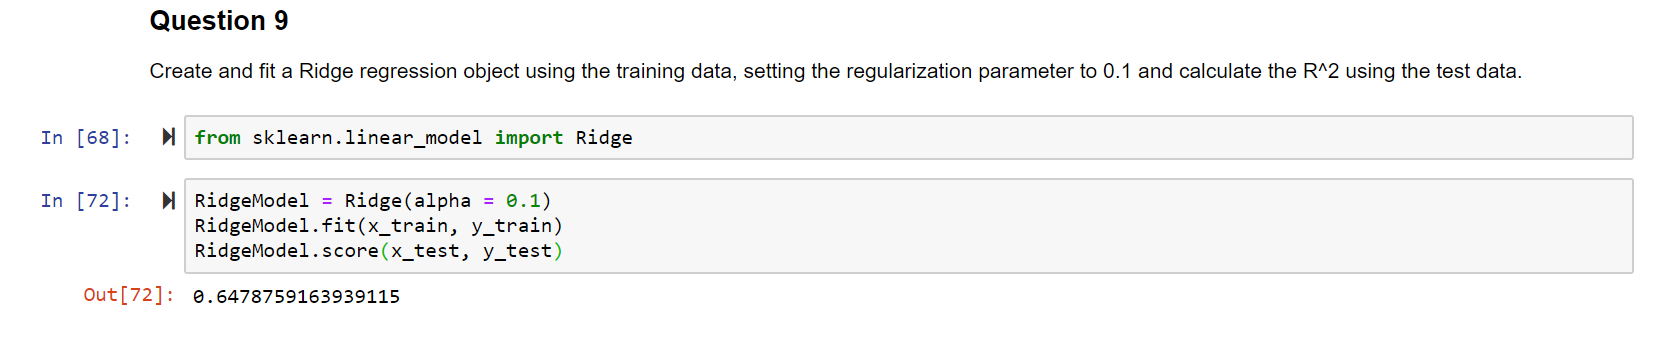 Question 9
Create and fit a Ridge regression object using the training data, setting the regularization parameter to 0.1 and calculate the R^2 using the test data.
In [68]: from sklearn.linear_model import Ridge
In [72]: RidgeModel = Ridge(alpha = 0.1)
RidgeModel.fit(x_train, y_train)
RidgeModel.score(x_test, y_test)
Out[72]: 0.6478759163939115